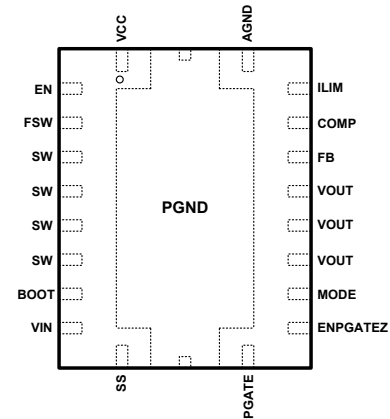 VCC
AGND
EN
FSW
SW
SW
SW
SW
BOOT
VIN
PGND
ILIM
COMP
FB
VOUT
VOUT
VOUT
MODE
ENPGATEZ
SS
PGATE